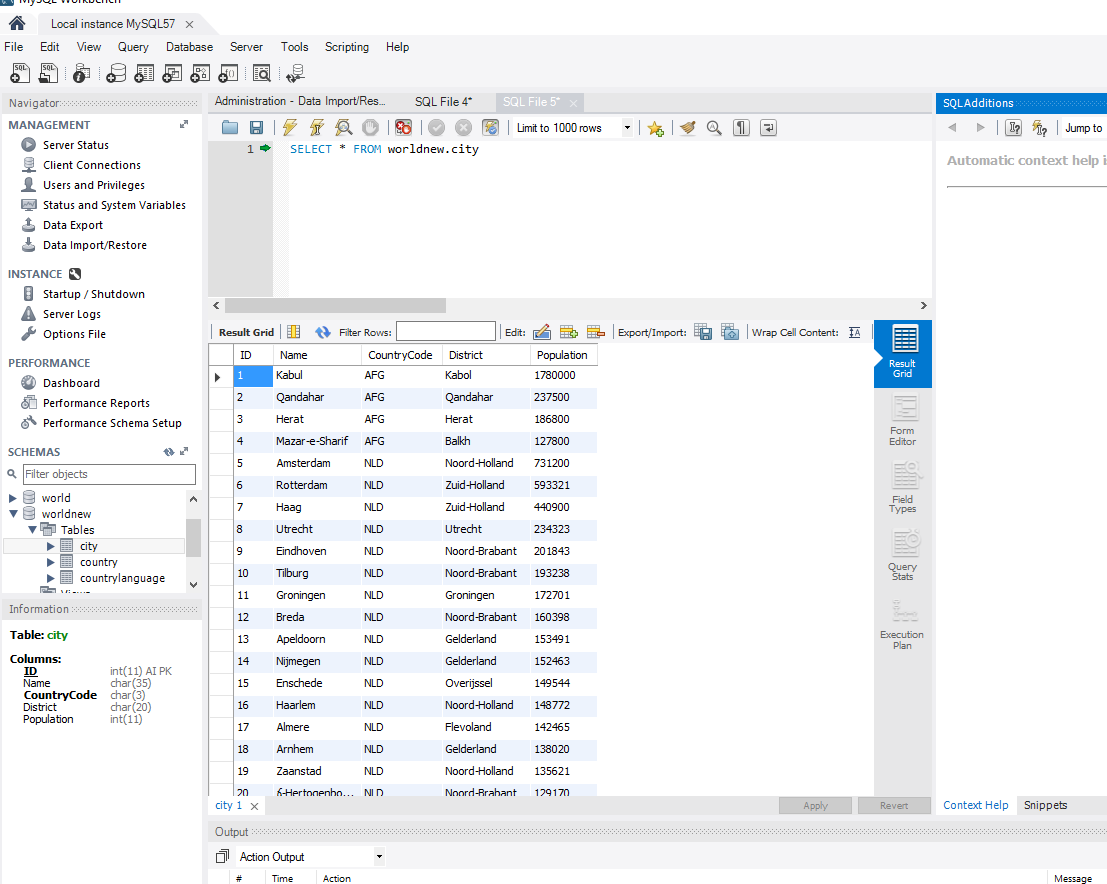 MySQL Workbench
Local instance MySQL57
File Edit View Query Database Server Tools Scripting Help
Navigator
MANAGEMENT
Server Status
Client Connections
Users and Privileges
Status and System Variables
Data Export
Data Import/Restore
INSTANCE
Startup / Shutdown
Server Logs
Options File
PERFORMANCE
Dashboard
Performance Reports
Performance Schema Setup
SCHEMAS
Filter objects
world
worldnew
Tables
city
country
countrylanguage
Views
Information
Table: city
Columns:
ID int(11) AI PK
Name char(35)
CountryCode char(3)
District char(20)
Population int(11)
Administration - Data Import/Res... SQL File 4* SQL File 5*
Limit to 1000 rows
1 SELECT * FROM worldnew.city
Result Grid Filter Rows: Edit: Export/Import: Wrap Cell Content:
ID Name CountryCode District Population
1 Kabul AFG Kabol 1780000
2 Qandahar AFG Qandahar 237500
3 Herat AFG Herat 186800
4 Mazar-e-Sharif AFG Balkh 127800
5 Amsterdam NLD Noord-Holland 731200
6 Rotterdam NLD Zuid-Holland 593321
7 Haag NLD Zuid-Holland 440900
8 Utrecht NLD Utrecht 234323
9 Eindhoven NLD Noord-Brabant 201843
10 Tilburg NLD Noord-Brabant 193238
11 Groningen NLD Groningen 172701
12 Breda NLD Noord-Brabant 160398
13 Apeldoorn NLD Gelderland 153491
14 Nijmegen NLD Gelderland 152463
15 Enschede NLD Overijssel 149544
16 Haarlem NLD Noord-Holland 148772
17 Almere NLD Flevoland 142465
18 Arnhem NLD Gelderland 138020
19 Zaanstad NLD Noord-Holland 135621
20 NLD Noord-Brabant 129170
Result
Grid
Form
Editor
Field
Types
Query
Stats
Execution
Plan
city 1 Apply Revert
Output
Action Output
# Time Action Message
SQLAdditions
Jump to
Automatic context help i
Context Help Snippets